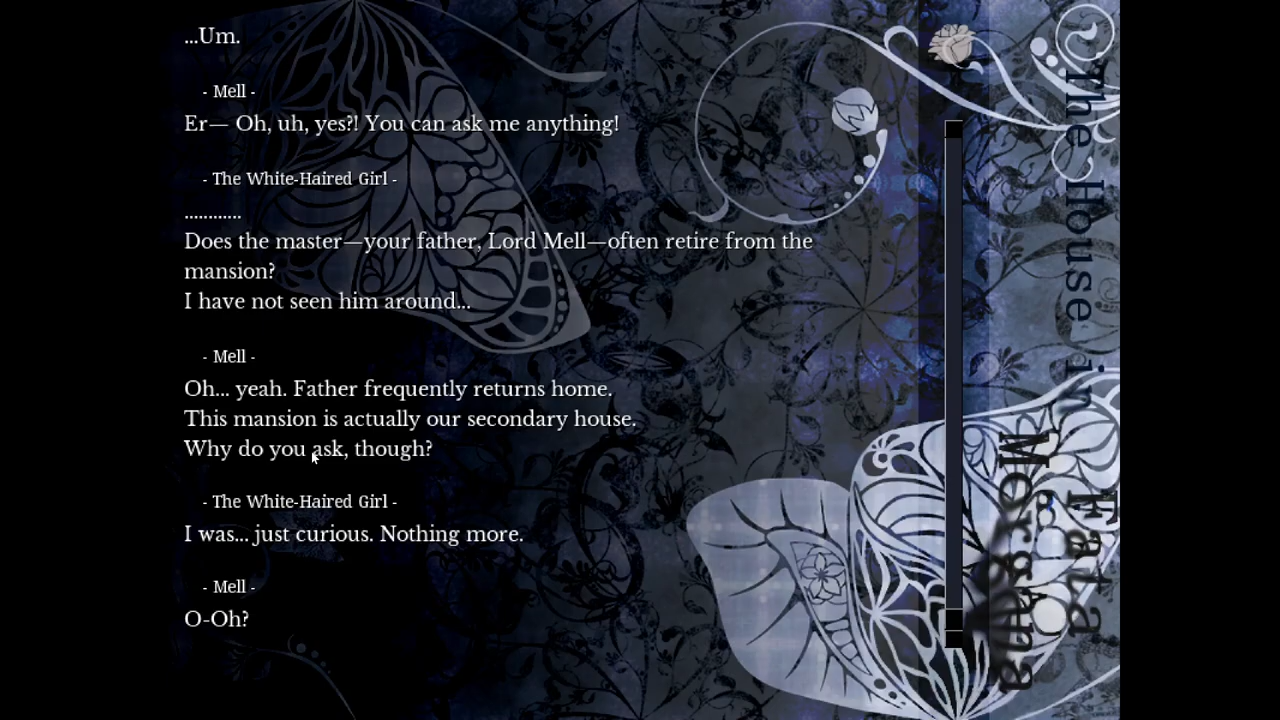 ...Um.
- Mell -
Er— Oh, uh, yes?! You can ask me anything!
- The White-Haired Girl -
............
Does the master—your father, Lord Mell—often retire from the
mansion?
I have not seen him around...
- Mell -
Oh... yeah. Father frequently returns home.
This mansion is actually our secondary house.
Why do you ask, though?
- The White-Haired Girl -
I was... just curious. Nothing more.
- Mell -
O-Oh?
The House in Fata
Morgana